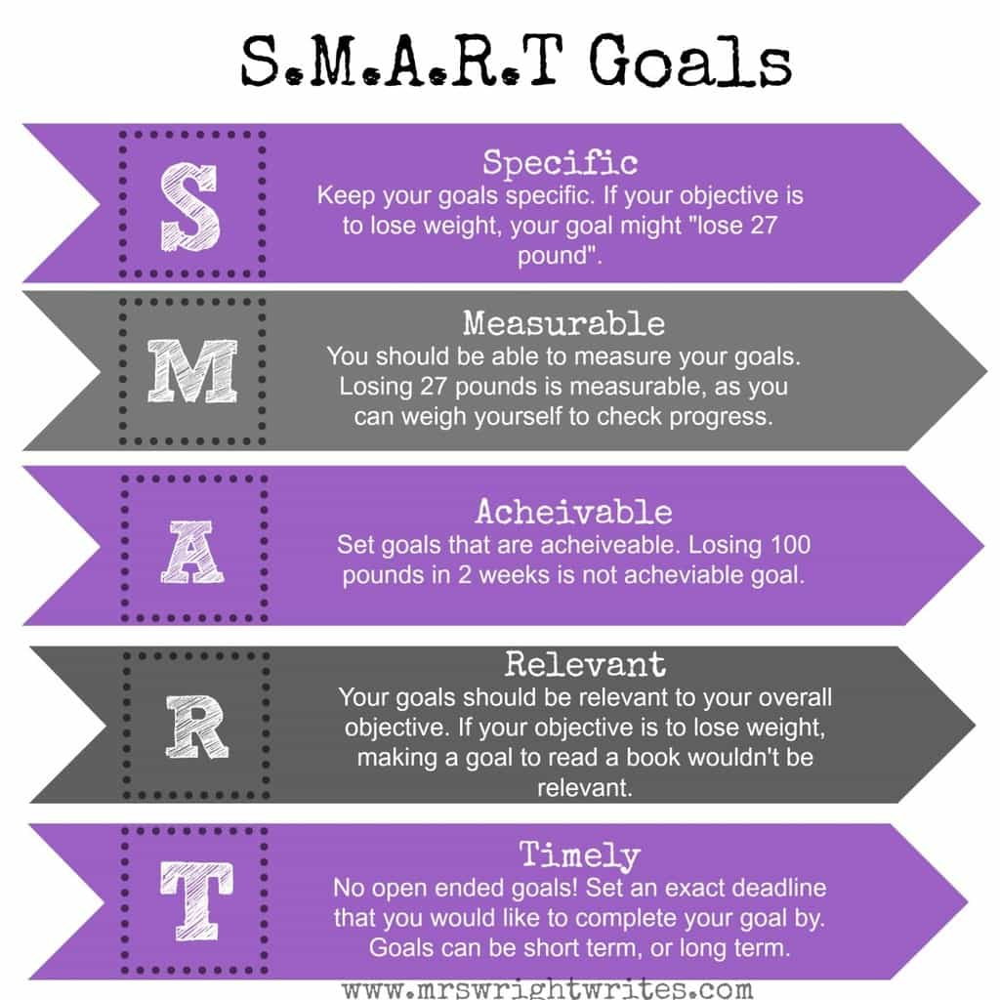 S.M.A.R.T Goals
S
Specific
Keep your goals specific. If your objective is
to lose weight, your goal might "lose 27
pound".
M
Measurable
You should be able to measure your goals.
Losing 27 pounds is measurable, as you
can weigh yourself to check progress.
A
Acheivable
Set goals that are acheiveable. Losing 100
pounds in 2 weeks is not acheviable goal.
R
Relevant
Your goals should be relevant to your overall
objective. If your objective is to lose weight,
making a goal to read a book wouldn't be
relevant.
T
Timely
No open ended goals! Set an exact deadline
that you would like to complete your goal by.
Goals can be short term, or long term.
www.mrswrightwrites.com